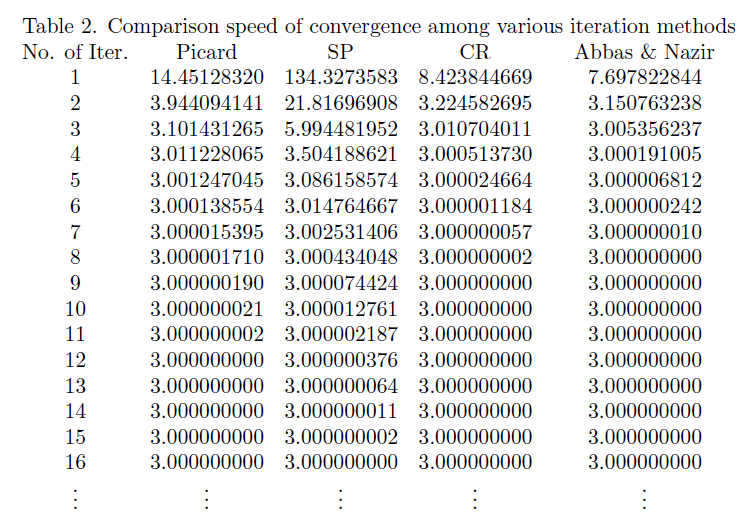 Table 2. Comparison speed of convergence among various iteration methods
No. of Iter. Picard SP CR Abbas & Nazir
1 14.45128320 134.3273583 8.423844669 7.697822844
2 3.944094141 21.81696908 3.224582695 3.150763238
3 3.101431265 5.994481952 3.010704011 3.005356237
4 3.011228065 3.504188621 3.000513730 3.000191005
5 3.001247045 3.086158574 3.000024664 3.000006812
6 3.000138554 3.014764667 3.000001184 3.000000242
7 3.000015395 3.002531406 3.000000057 3.000000010
8 3.000001710 3.000434048 3.000000002 3.000000000
9 3.000000190 3.000074424 3.000000000 3.000000000
10 3.000000021 3.000012761 3.000000000 3.000000000
11 3.000000002 3.000002187 3.000000000 3.000000000
12 3.000000000 3.000000376 3.000000000 3.000000000
13 3.000000000 3.000000064 3.000000000 3.000000000
14 3.000000000 3.000000011 3.000000000 3.000000000
15 3.000000000 3.000000002 3.000000000 3.000000000
16 3.000000000 3.000000000 3.000000000 3.000000000
⋮ ⋮ ⋮ ⋮ ⋮